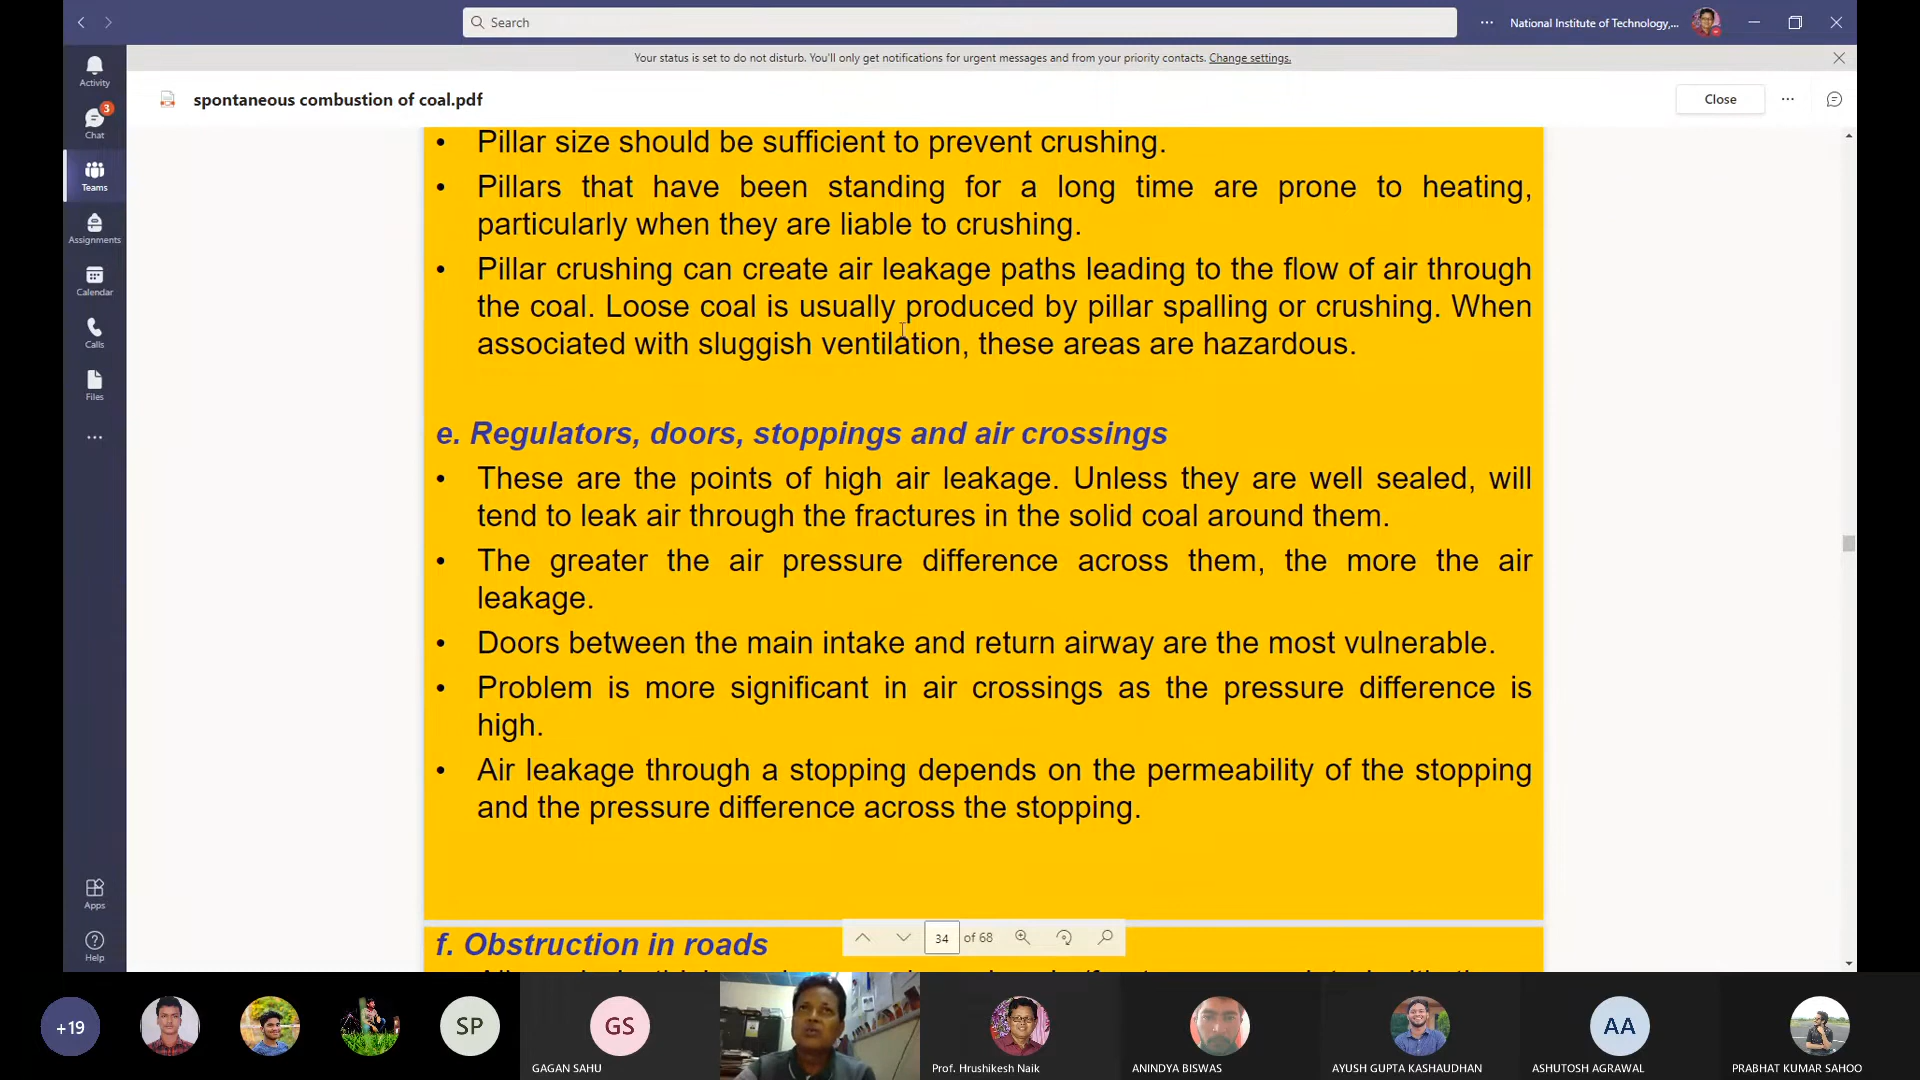 Search
National Institute of Technology,...
Your status is set to do not disturb. You'll only get notifications for urgent messages and from your priority contacts. Change settings.
Activity
3
Chat
Teams
Assignments
Calendar
Calls
Files
Apps
Help
spontaneous combustion of coal.pdf
Close
• Pillar size should be sufficient to prevent crushing.
• Pillars that have been standing for a long time are prone to heating,
particularly when they are liable to crushing.
• Pillar crushing can create air leakage paths leading to the flow of air through
the coal. Loose coal is usually produced by pillar spalling or crushing. When
associated with sluggish ventilation, these areas are hazardous.
e. Regulators, doors, stoppings and air crossings
• These are the points of high air leakage. Unless they are well sealed, will
tend to leak air through the fractures in the solid coal around them.
• The greater the air pressure difference across them, the more the air
leakage.
• Doors between the main intake and return airway are the most vulnerable.
• Problem is more significant in air crossings as the pressure difference is
high.
• Air leakage through a stopping depends on the permeability of the stopping
and the pressure difference across the stopping.
f. Obstruction in roads
34 of 68
+19
SP
GS
GAGAN SAHU
Prof. Hrushikesh Naik
ANINDYA BISWAS
AYUSH GUPTA KASHAUDHAN
AA
ASHUTOSH AGRAWAL
PRABHAT KUMAR SAHOO